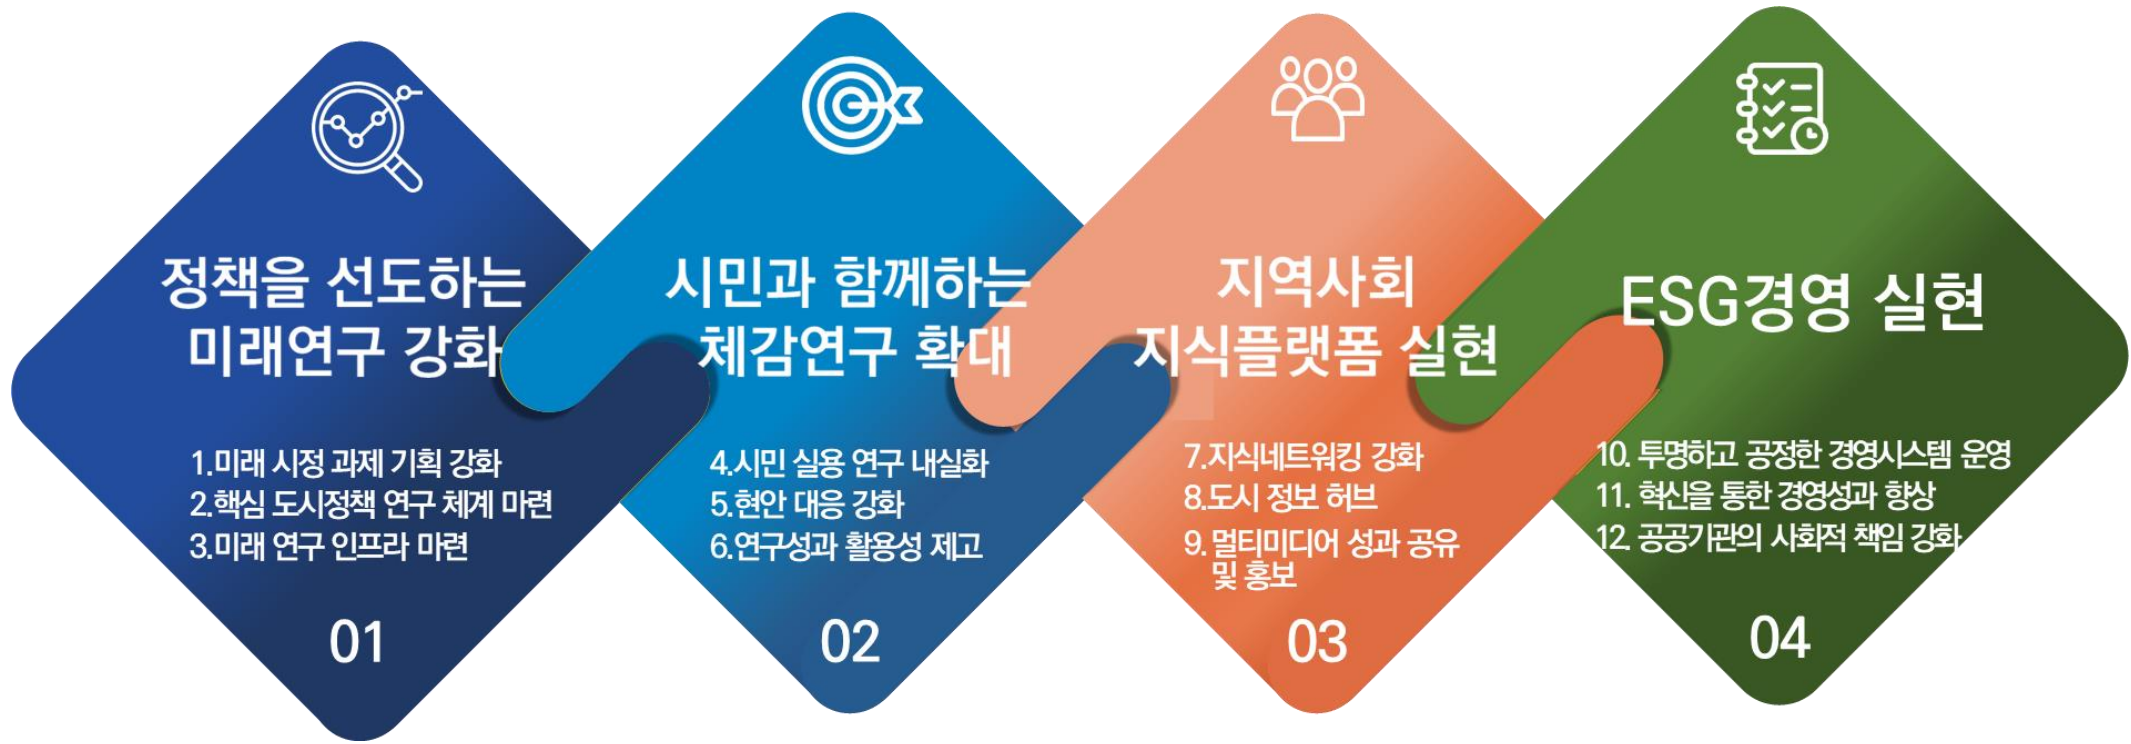 정책을 선도하는
미래연구 강화
1.미래 시정 과제 기획 강화
2.핵심 도시정책 연구 체계 마련
3.미래 연구 인프라 마련
01
시민과 함께하는
체감연구 확대
4.시민 실용 연구 내실화
5.현안 대응 강화
6.연구성과 활용성 제고
02
지역사회
지식플랫폼 실현
7.지식네트워킹 강화
8.도시 정보 허브
9. 멀티미디어 성과 공유
및 홍보
03
ESG경영 실현
10. 투명하고 공정한 경영시스템 운영
11. 혁신을 통한 경영성과 향상
12. 공공기관의 사회적 책임 강화
04